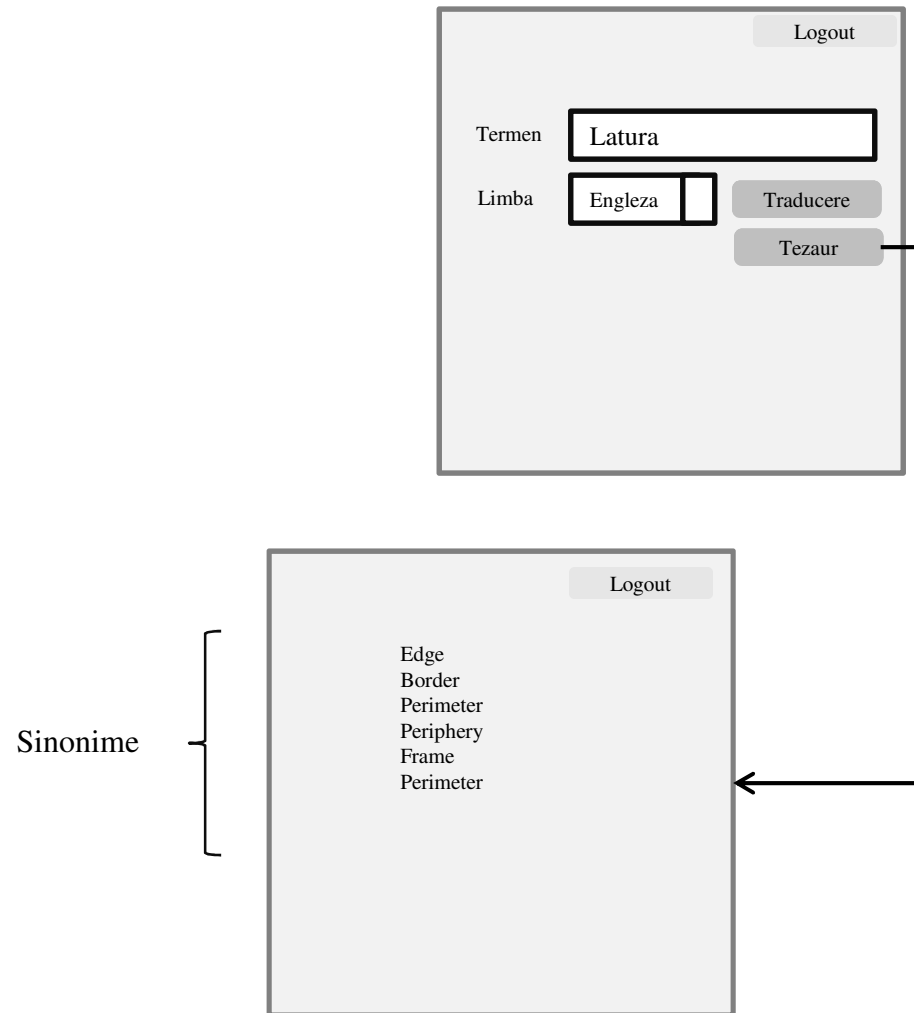 Logout
Termen
Latura
Limba
Engleza
Traducere
Tezaur
Logout
Edge
Border
Perimeter
Periphery
Sinonime
Frame
Perimeter